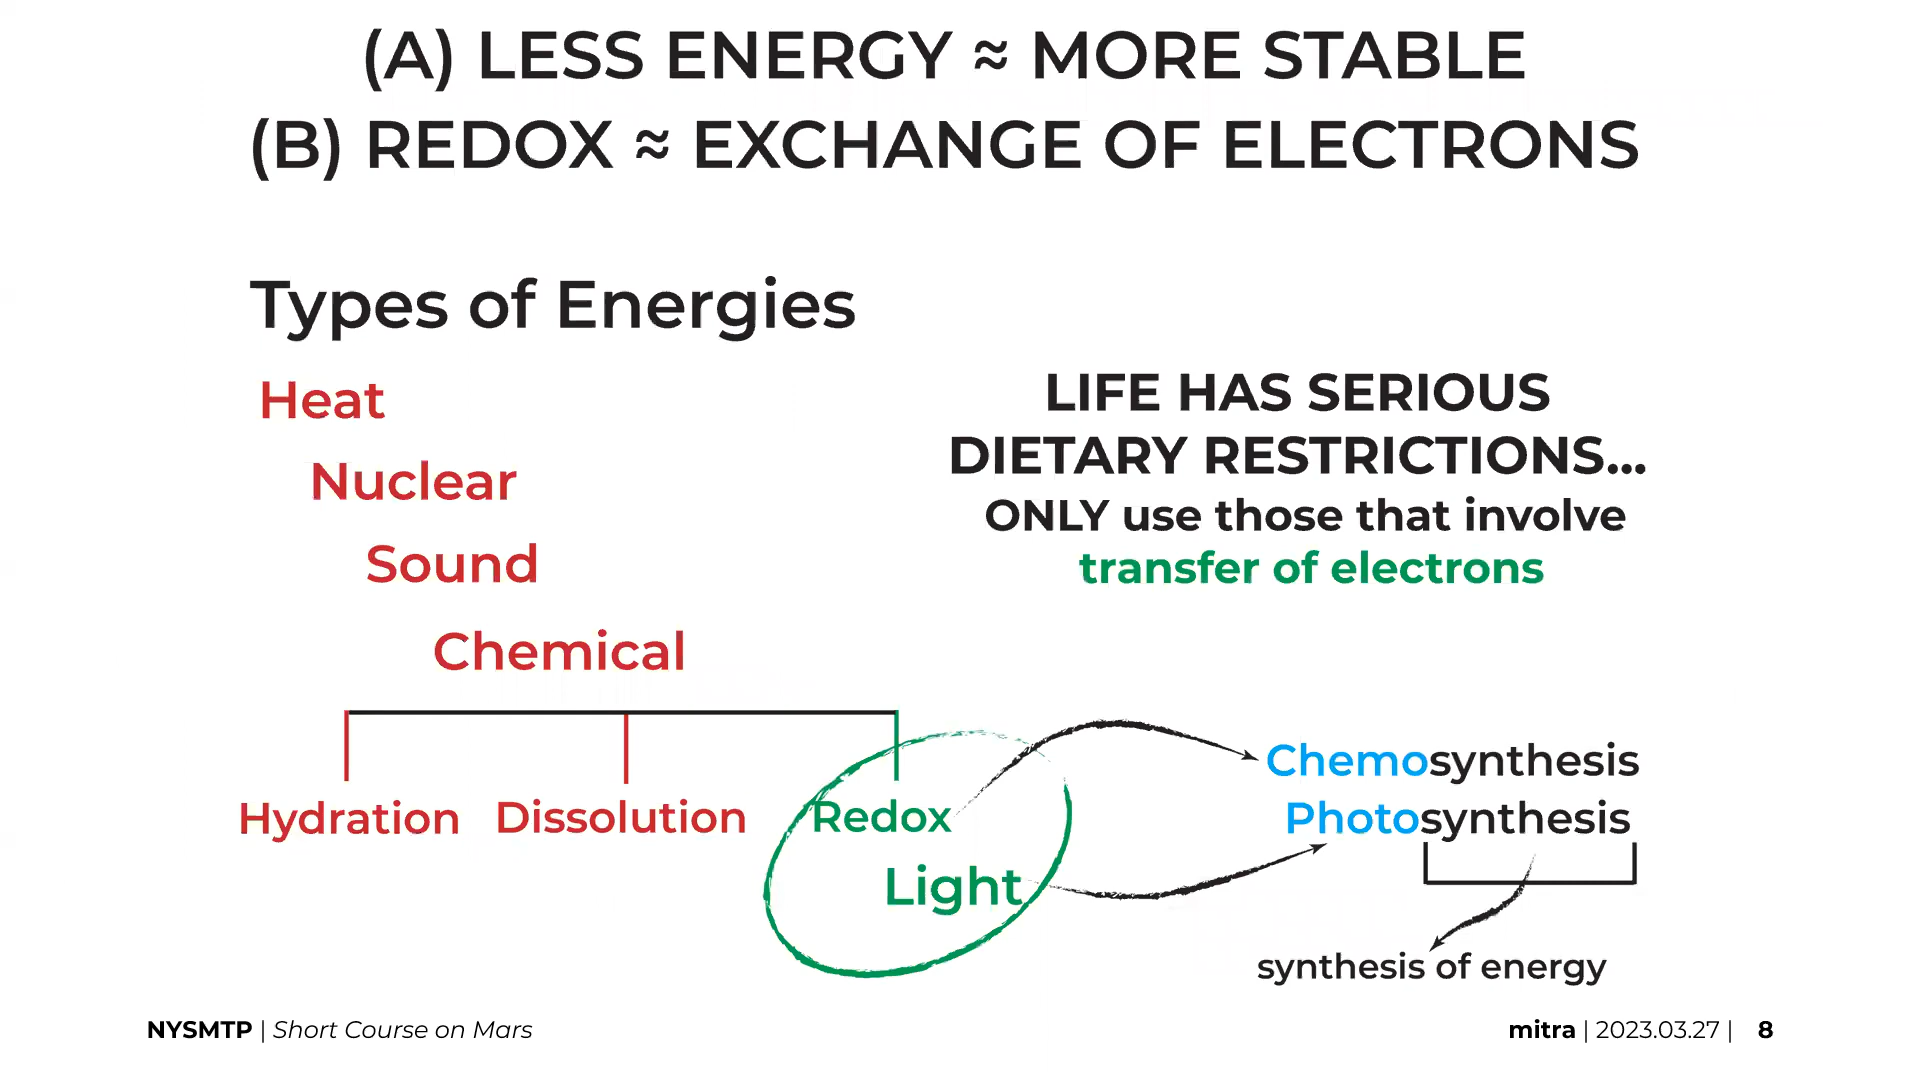 (A) LESS ENERGY ≈ MORE STABLE
(B) REDOX ≈ EXCHANGE OF ELECTRONS
Types of Energies
Heat
Nuclear
Sound
Chemical
Hydration
Dissolution
Redox
Light
LIFE HAS SERIOUS
DIETARY RESTRICTIONS...
ONLY use those that involve
transfer of electrons
Chemosynthesis
Photosynthesis
synthesis of energy
NYSMTP | Short Course on Mars
mitra | 2023.03.27 | 8